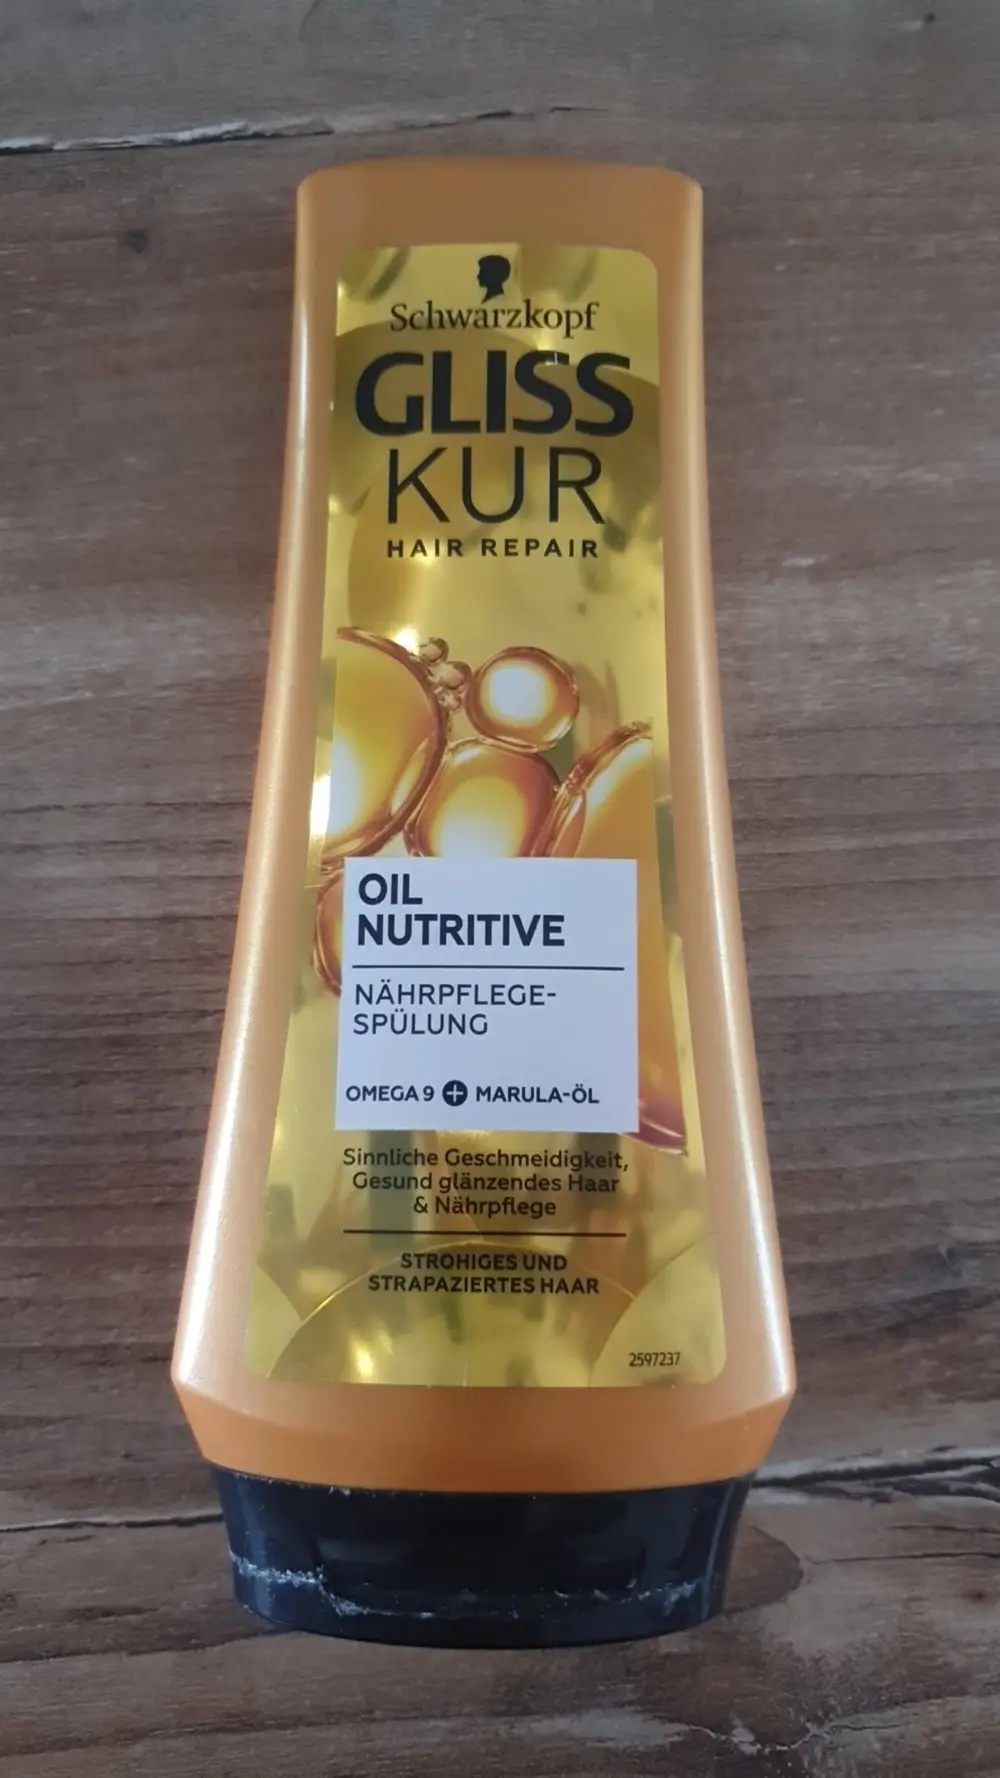 Schwarzkopf
GLISS
KUR
HAIR REPAIR
OIL
NUTRITIVE
NÄHRPFLEGE-
SPÜLUNG
OMEGA 9 + MARULA-ÖL
Sinnliche Geschmeidigkeit,
Gesund glänzendes Haar
& Nährpflege
STROHIGES UND
STRAPAZIERTES HAAR
2597237